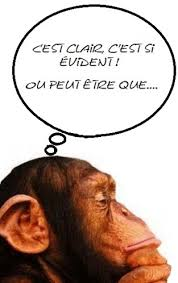 C'EST CLAIR, C'EST SI
ÉVIDENT !
OU PEUT ÊTRE QUE....